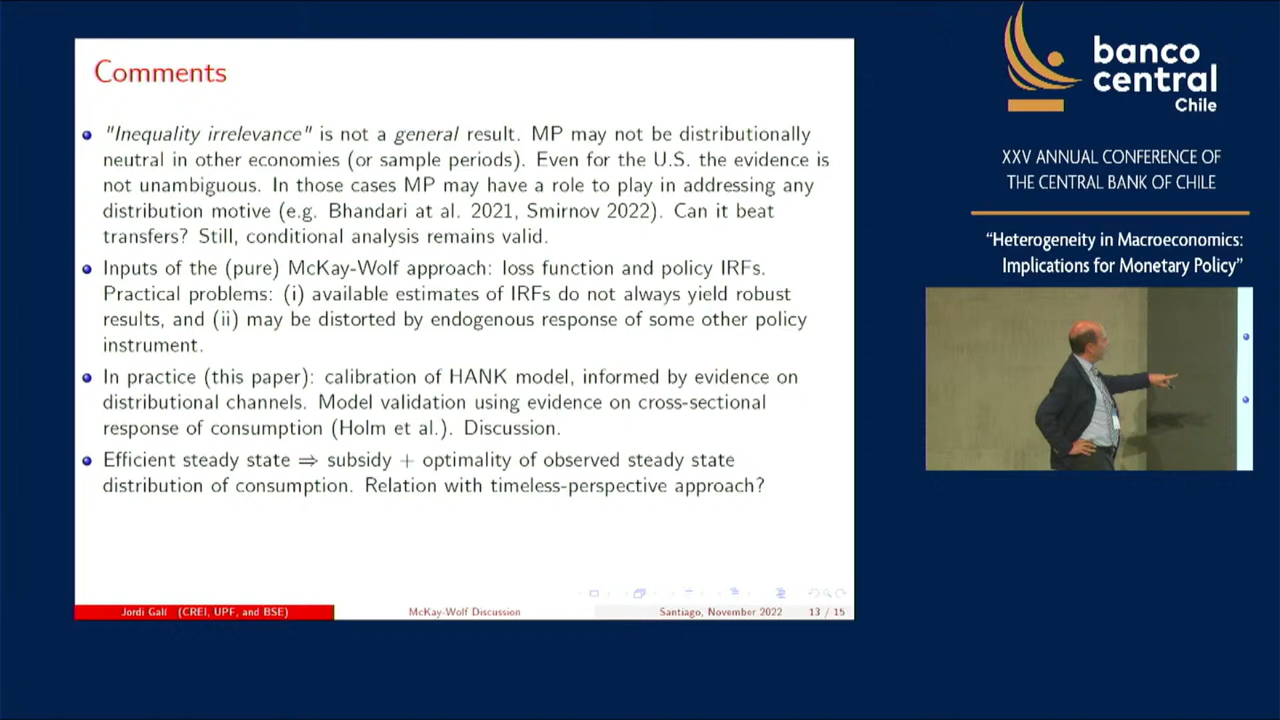 Comments
"Inequality irrelevance" is not a general result. MP may not be distributionally
neutral in other economies (or sample periods). Even for the U.S. the evidence is
not unambiguous. In those cases MP may have a role to play in addressing any
distribution motive (e.g. Bhandari at al. 2021, Smirnov 2022). Can it beat
transfers? Still, conditional analysis remains valid.
Inputs of the (pure) McKay-Wolf approach: loss function and policy IRFs.
Practical problems: (i) available estimates of IRFs do not always yield robust
results, and (ii) may be distorted by endogenous response of some other policy
instrument.
In practice (this paper): calibration of HANK model, informed by evidence on
distributional channels. Model validation using evidence on cross-sectional
response of consumption (Holm et al.). Discussion.
Efficient steady state ⇒ subsidy + optimality of observed steady state
distribution of consumption. Relation with timeless-perspective approach?
Jordi Galí (CREI, UPF, and BSE)
McKay-Wolf Discussion
Santiago, November 2022
13 / 15
banco
central
Chile
XXV ANNUAL CONFERENCE OF
THE CENTRAL BANK OF CHILE
“Heterogeneity in Macroeconomics:
Implications for Monetary Policy”